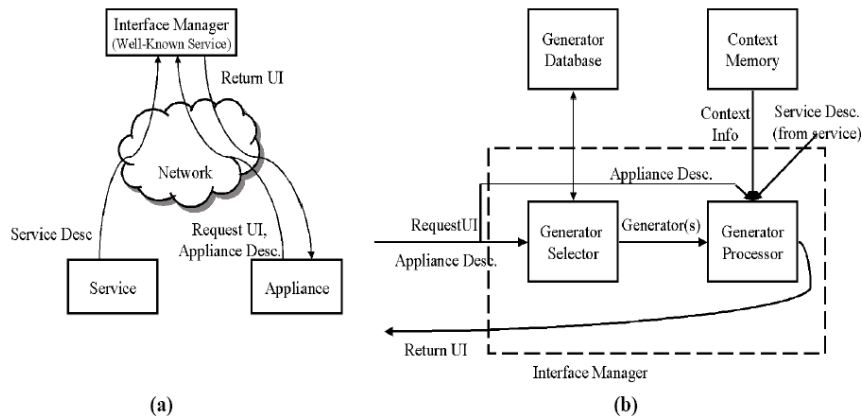 Interface Manager
(Well-Known Service)
Return UI
Network
Service Desc
Request UI,
Appliance Desc.
Service
Appliance
(a)
Generator
Database
Context
Memory
Context
Info
Service Desc.
(from service)
Appliance Desc.
RequestUI
Appliance Desc.
Generator
Selector
Generator(s)
Generator
Processor
Return UI
Interface Manager
(b)